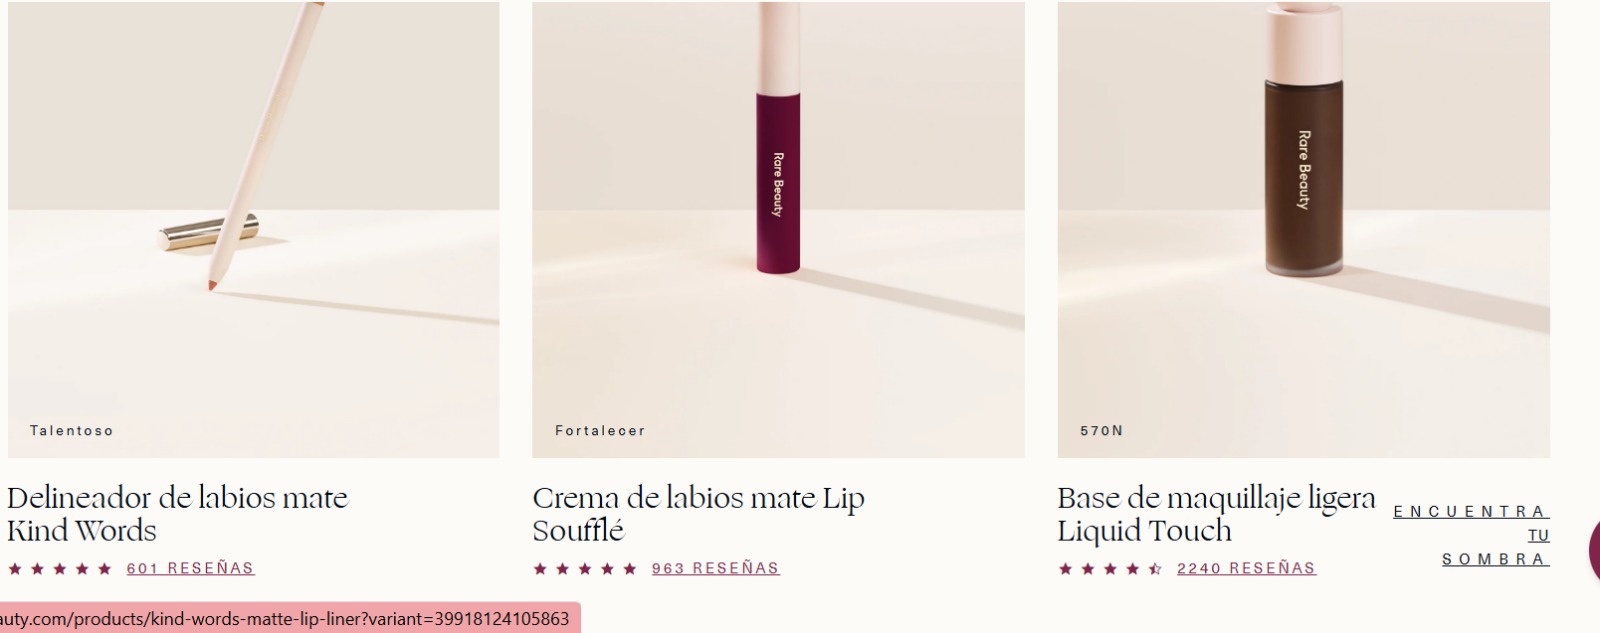 Rare Beauty
Rare Beauty
Talentoso
Fortalecer
570N
Delineador de labios mate
Kind Words
★★★★★ 601 RESEÑAS
Crema de labios mate Lip
Soufflé
★★★★★ 963 RESEÑAS
Base de maquillaje ligera
Liquid Touch
2240 RESEÑAS
ENCUENTRA
TU
SOMBRA
auty.com/products/kind-words-matte-lip-liner?variant=39918124105863